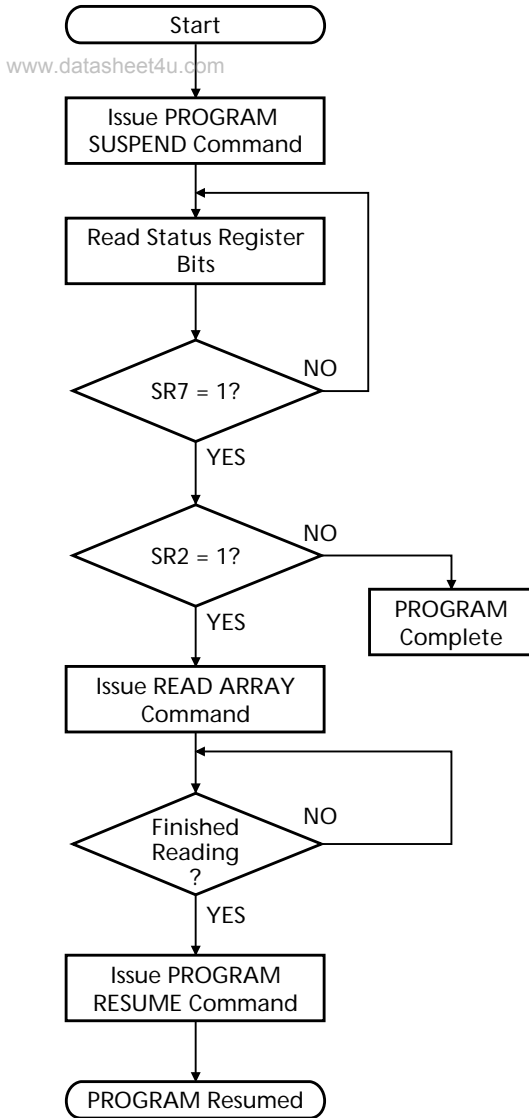 Start
www.datasheet4u.com
Issue PROGRAM
SUSPEND Command
Read Status Register
Bits
NO
SR7 = 1?
YES
NO
SR2 = 1?
PROGRAM
Complete
YES
Issue READ ARRAY
Command
NO
Finished
Reading
?
YES
Issue PROGRAM
RESUME Command
PROGRAM Resumed